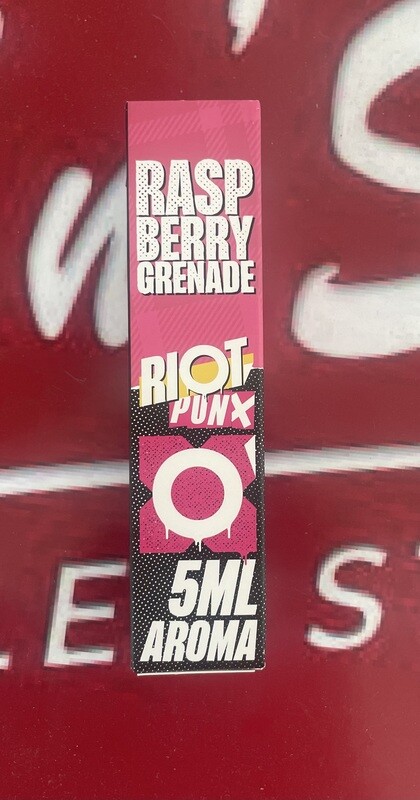 RASP
BERRY
GRENADE
RIOT
PUNX
5ML
AROMA